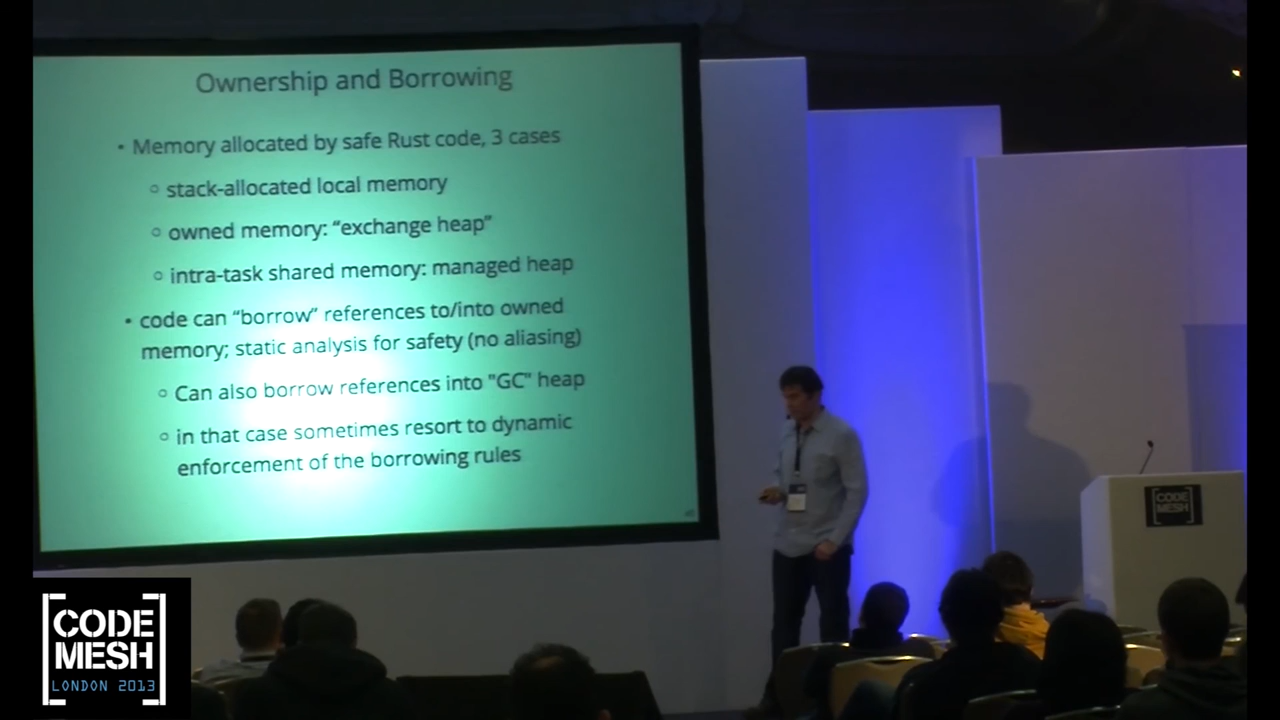 Ownership and Borrowing
• Memory allocated by safe Rust code, 3 cases
○ stack-allocated local memory
○ owned memory: “exchange heap”
○ intra-task shared memory: managed heap
• code can “borrow” references to/into owned
memory; static analysis for safety (no aliasing)
○ Can also borrow references into "GC" heap
○ in that case sometimes resort to dynamic
enforcement of the borrowing rules
CODE
MESH
CODE
MESH
LONDON 2013